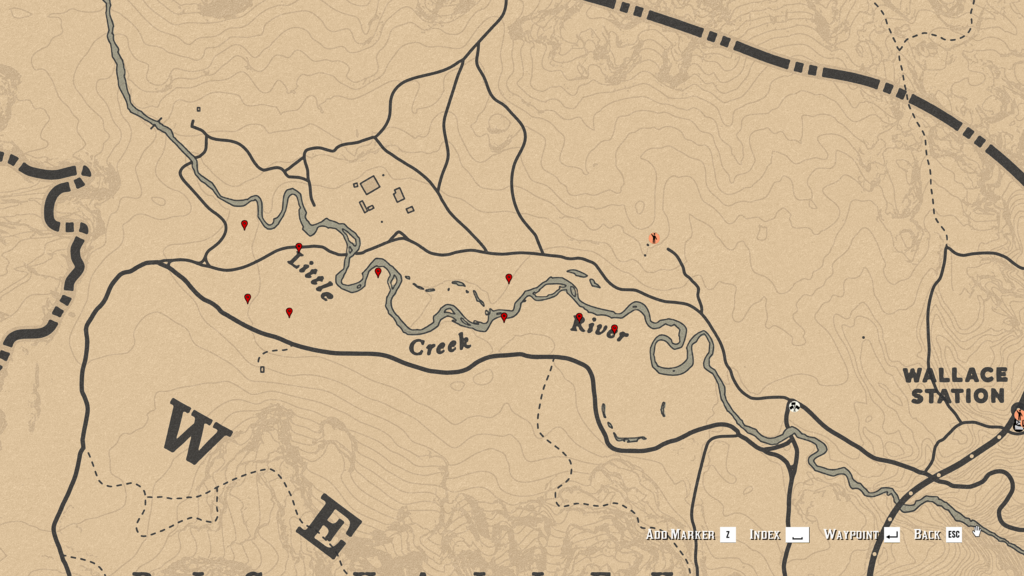 Little
Creek
River
WALLACE
STATION
W
E
ADD MARKER Z INDEX WAYPOINT BACK ESC